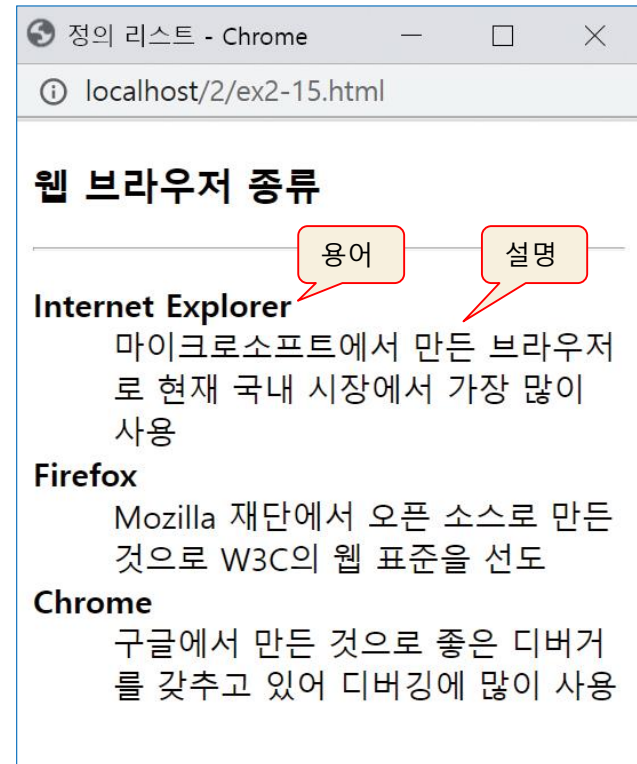 정의 리스트 - Chrome
localhost/2/ex2-15.html
웹 브라우저 종류
용어
설명
Internet Explorer
마이크로소프트에서 만든 브라우저
로 현재 국내 시장에서 가장 많이
사용
Firefox
Mozilla 재단에서 오픈 소스로 만든
것으로 W3C의 웹 표준을 선도
Chrome
구글에서 만든 것으로 좋은 디버거
를 갖추고 있어 디버깅에 많이 사용